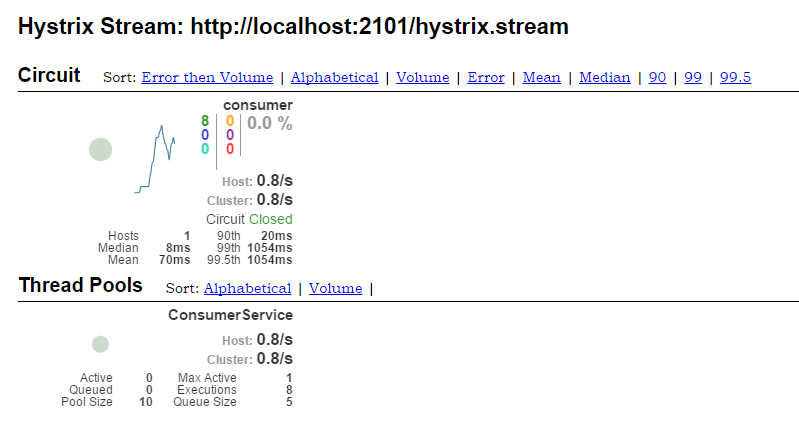 Hystrix Stream: http://localhost:2101/hystrix.stream
Circuit Sort: Error then Volume | Alphabetical | Volume | Error | Mean | Median | 90 | 99 | 99.5
consumer
8 0 0.0 %
0 0
0 0
Host: 0.8/s
Cluster: 0.8/s
Circuit Closed
Hosts 1 90th 20ms
Median 8ms 99th 1054ms
Mean 70ms 99.5th 1054ms
Thread Pools Sort: Alphabetical | Volume |
ConsumerService
Host: 0.8/s
Cluster: 0.8/s
Active 0 Max Active 1
Queued 0 Executions 8
Pool Size 10 Queue Size 5